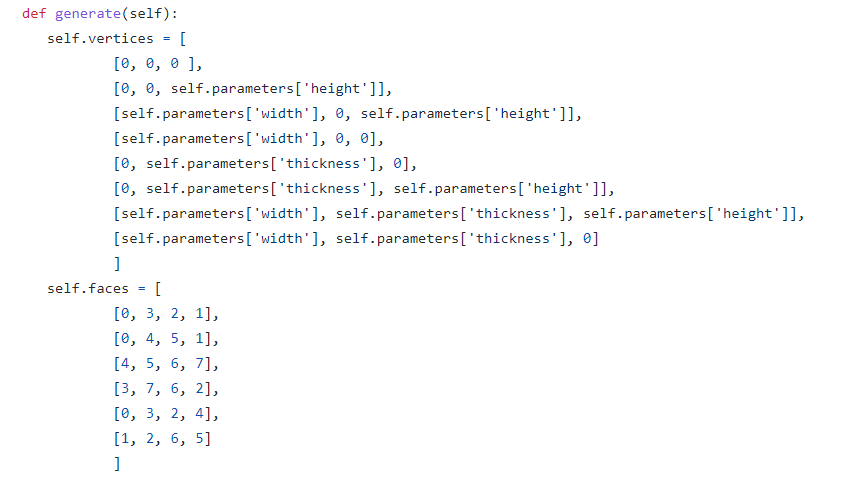 def generate(self):
self.vertices = [
[0, 0, 0 ],
[0, 0, self.parameters['height']],
[self.parameters['width'], 0, self.parameters['height']],
[self.parameters['width'], 0, 0],
[0, self.parameters['thickness'], 0],
[0, self.parameters['thickness'], self.parameters['height']],
[self.parameters['width'], self.parameters['thickness'], self.parameters['height']],
[self.parameters['width'], self.parameters['thickness'], 0]
]
self.faces = [
[0, 3, 2, 1],
[0, 4, 5, 1],
[4, 5, 6, 7],
[3, 7, 6, 2],
[0, 3, 2, 4],
[1, 2, 6, 5]
]